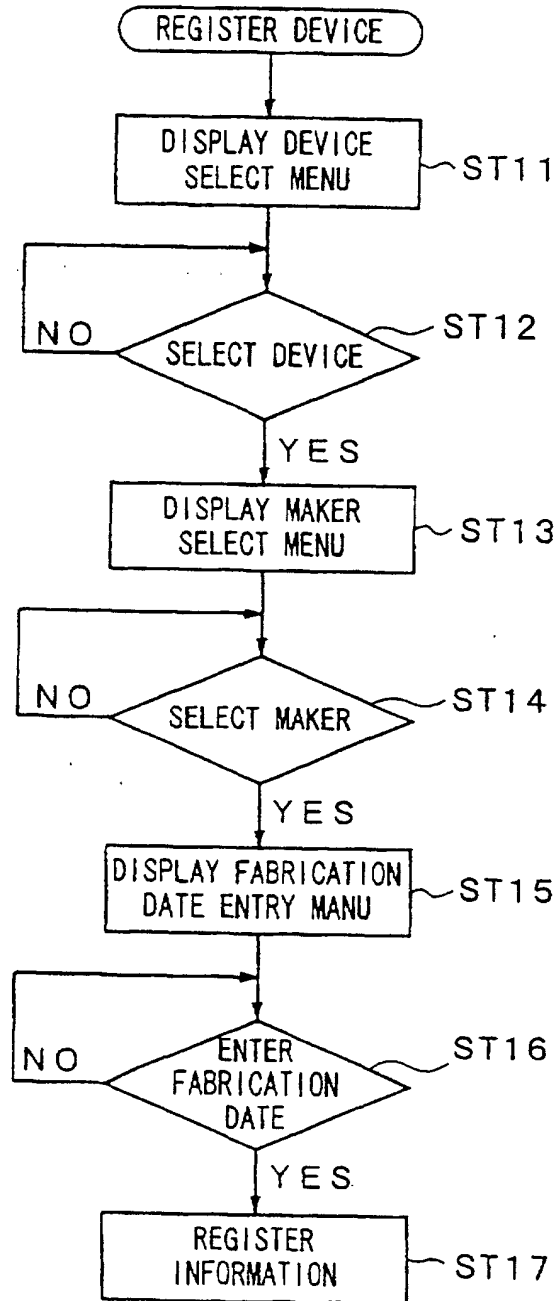 REGISTER DEVICE
DISPLAY DEVICE
SELECT MENU
ST11
SELECT DEVICE
ST12
NO
YES
DISPLAY MAKER
SELECT MENU
ST13
SELECT MAKER
ST14
NO
YES
DISPLAY FABRICATION
DATE ENTRY MANU
ST15
ENTER
FABRICATION
DATE
ST16
NO
YES
REGISTER
INFORMATION
ST17